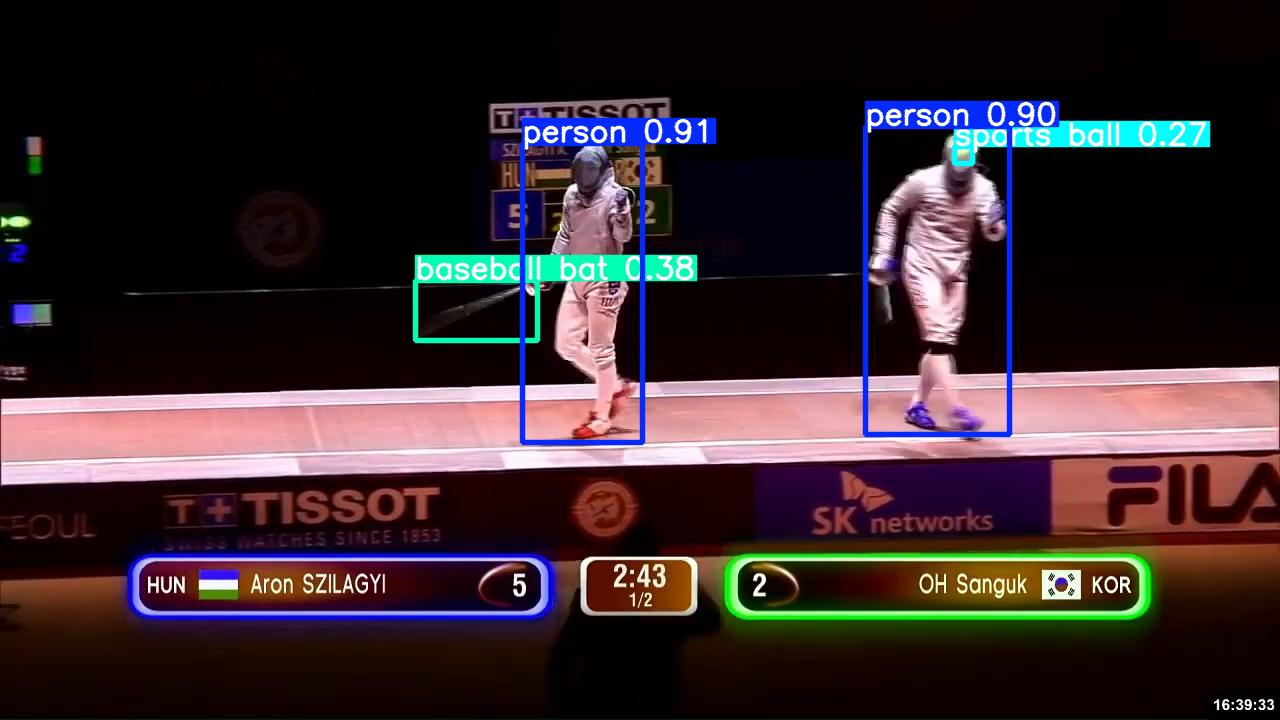 TISSOT
person 0.91
person 0.90
sports ball 0.27
HUN
5
2
baseball bat 0.38
TISSOT
SWISS WATCHES SINCE 1853
SK networks
FILA
HUN Aron SZILAGYI 5
2:43
1/2
2 OH Sanguk KOR
16:39:33